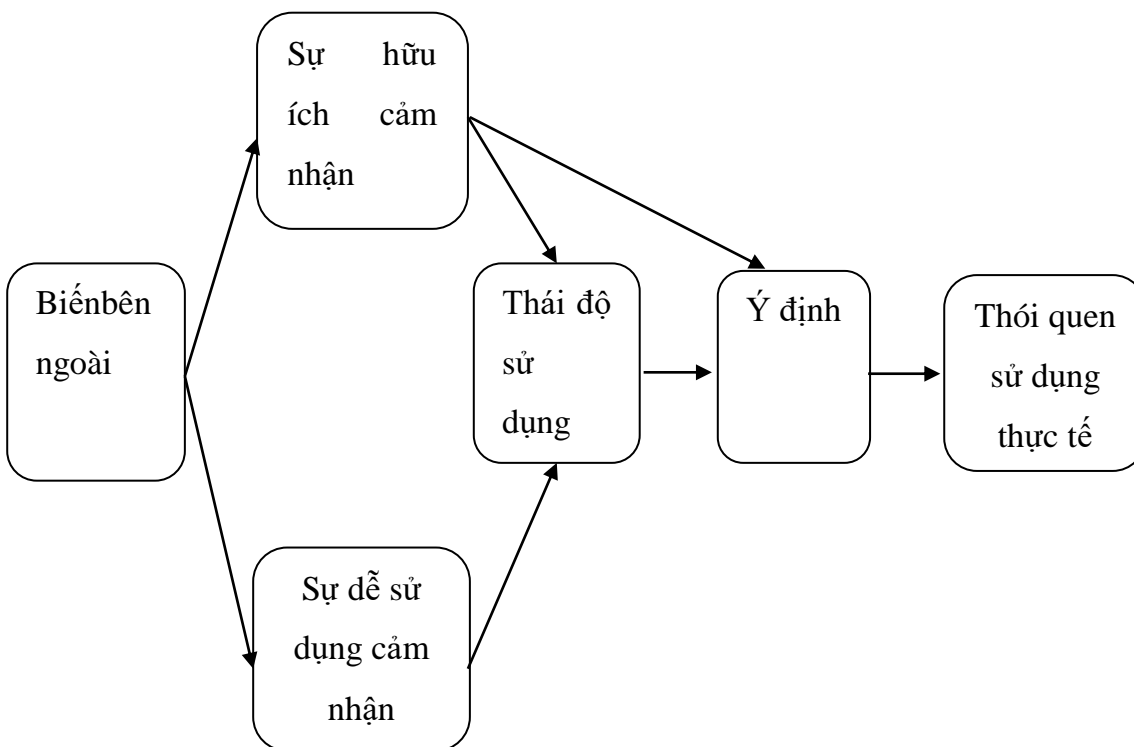 Sự hữu
ích cảm
nhận
Biếnbên
ngoài
Thái độ
sử
dụng
Ý định
Thói quen
sử dụng
thực tế
Sự dễ sử
dụng cảm
nhận